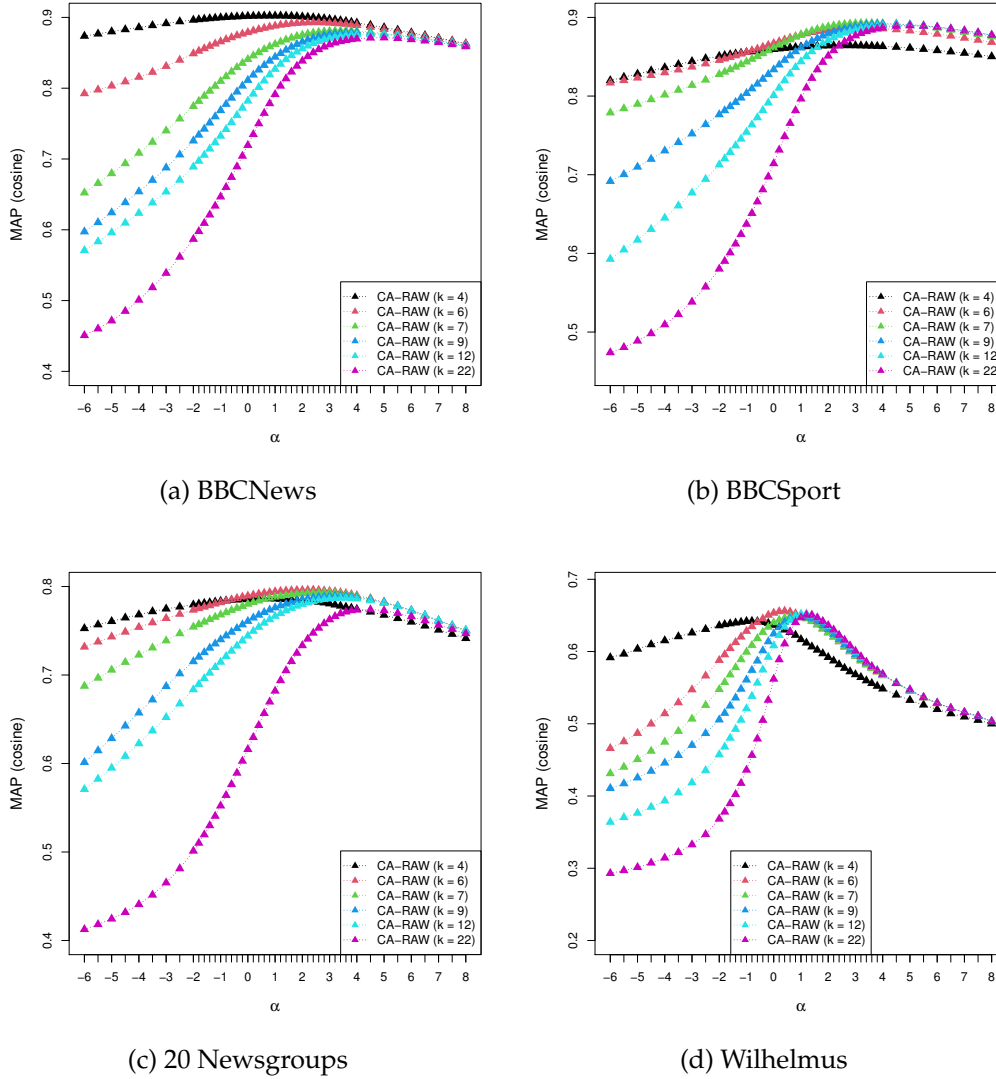 0.4 0.5 0.6 0.7 0.8 0.9
MAP (cosine)
CA−RAW (k = 4)
CA−RAW (k = 6)
CA−RAW (k = 7)
CA−RAW (k = 9)
CA−RAW (k = 12)
CA−RAW (k = 22)
−6 −5 −4 −3 −2 −1 0 1 2 3 4 5 6 7 8
α
(a) BBCNews
0.5 0.6 0.7 0.8 0.9
MAP (cosine)
CA−RAW (k = 4)
CA−RAW (k = 6)
CA−RAW (k = 7)
CA−RAW (k = 9)
CA−RAW (k = 12)
CA−RAW (k = 22)
−6 −5 −4 −3 −2 −1 0 1 2 3 4 5 6 7 8
α
(b) BBCSport
0.4 0.5 0.6 0.7 0.8
MAP (cosine)
CA−RAW (k = 4)
CA−RAW (k = 6)
CA−RAW (k = 7)
CA−RAW (k = 9)
CA−RAW (k = 12)
CA−RAW (k = 22)
−6 −5 −4 −3 −2 −1 0 1 2 3 4 5 6 7 8
α
(c) 20 Newsgroups
0.2 0.3 0.4 0.5 0.6 0.7
MAP (cosine)
CA−RAW (k = 4)
CA−RAW (k = 6)
CA−RAW (k = 7)
CA−RAW (k = 9)
CA−RAW (k = 12)
CA−RAW (k = 22)
−6 −5 −4 −3 −2 −1 0 1 2 3 4 5 6 7 8
α
(d) Wilhelmus